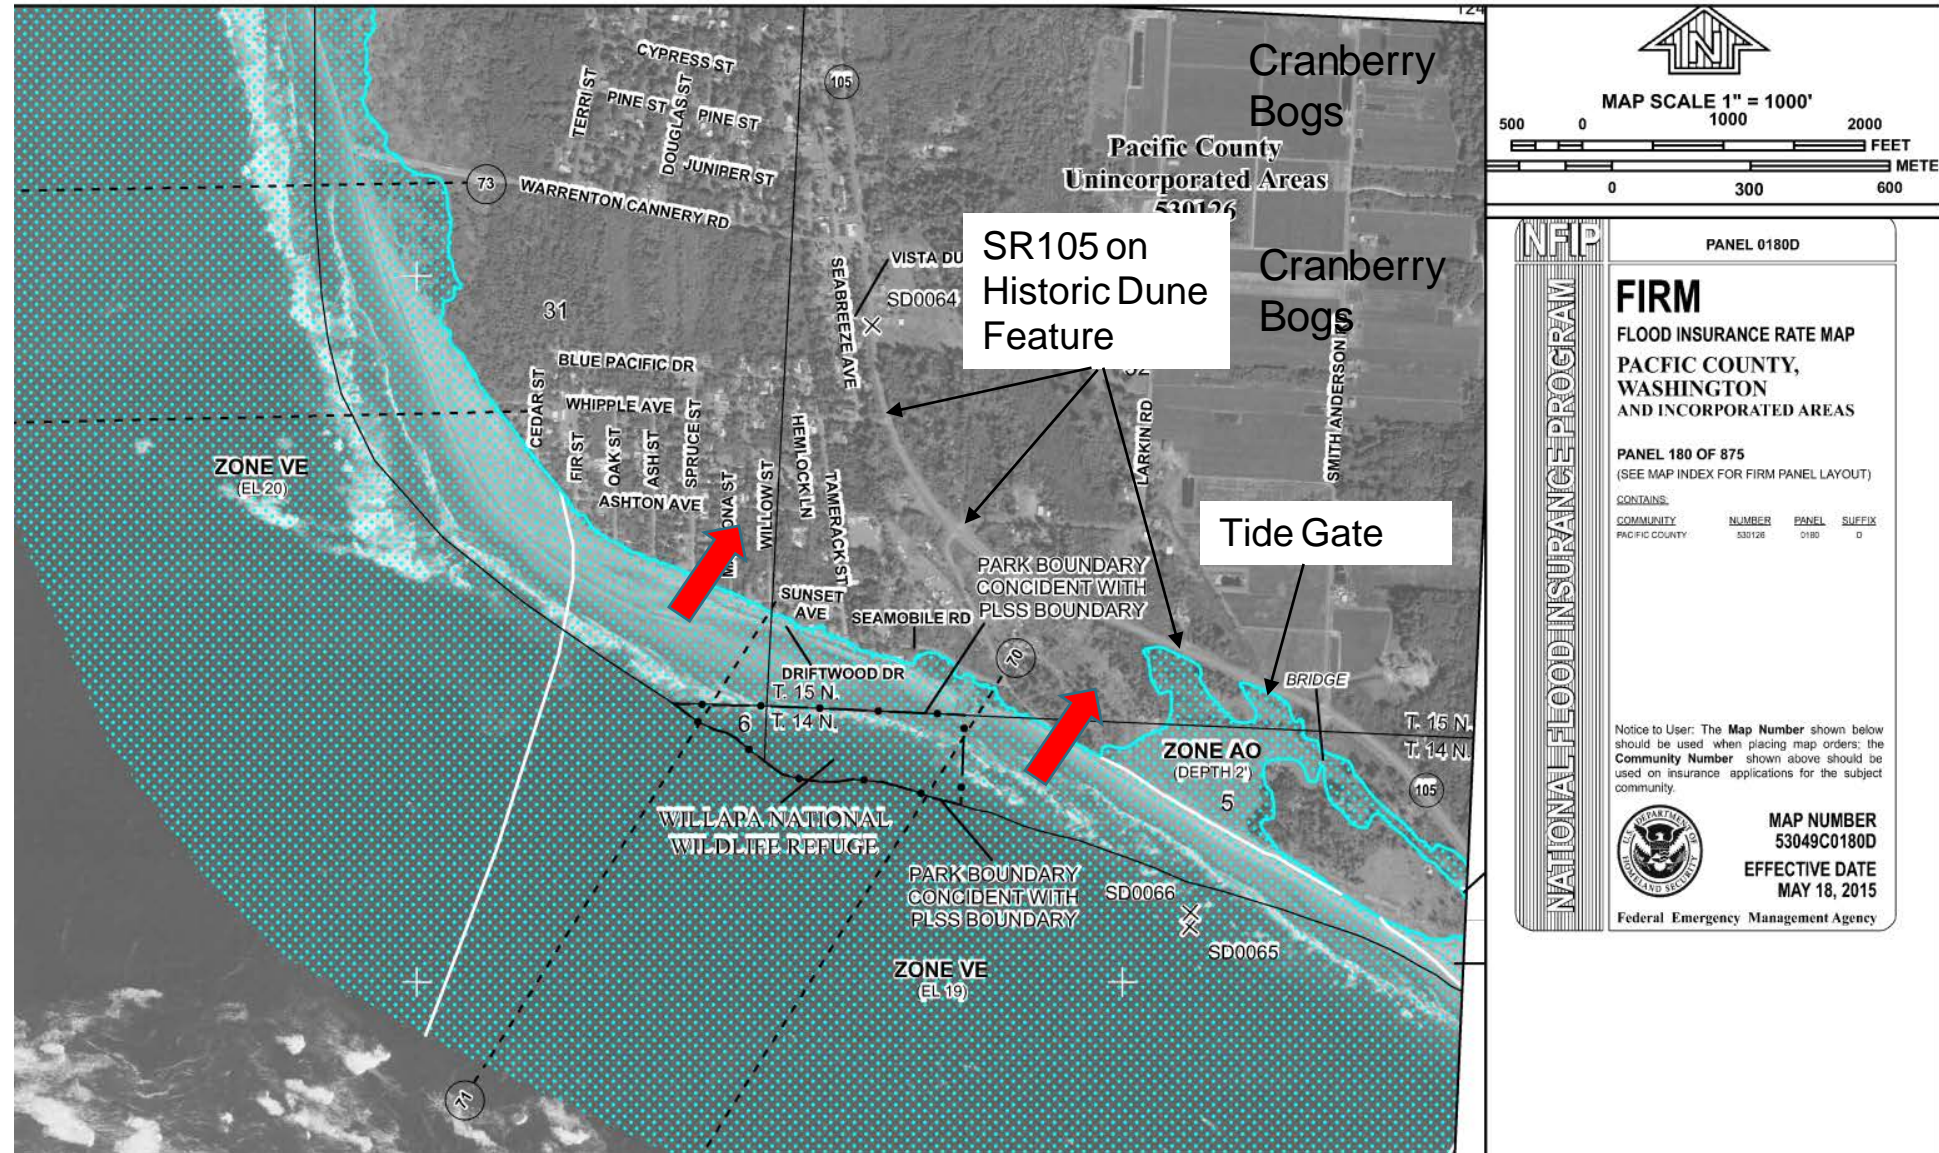 124
CYPRESS ST
TERRI ST
PINE ST
DOUGLAS ST
PINE ST
JUNIPER ST
105
73
WARRENTON CANNERY RD
Cranberry
Bogs
Pacific County
Unincorporated Areas
530126
VISTA DU
SD0064
SEABREEZE AVE
31
SR105 on
Historic Dune
Feature
Cranberry
Bogs
SMITH ANDERSON RD
LARKIN RD
BLUE PACIFIC DR
WHIPPLE AVE
CEDAR ST
FIR ST
OAK ST
ASH ST
SPRUCE ST
ASHTON AVE
WILLOW ST
HEMLOCK LN
TAMERACK ST
ZONE VE
(EL 20)
Tide Gate
PARK BOUNDARY
CONCIDENT WITH
PLSS BOUNDARY
SUNSET
AVE
SEAMOBILE RD
70
DRIFTWOOD DR
T. 15 N.
T. 14 N.
6
BRIDGE
T. 15 N.
T. 14 N.
ZONE AO
(DEPTH 2')
5
105
WILLAPA NATIONAL
WILDLIFE REFUGE
PARK BOUNDARY
CONCIDENT WITH
PLSS BOUNDARY
SD0066
SD0065
ZONE VE
(EL 19)
71
N
MAP SCALE 1" = 1000'
500 0 1000 2000
FEET
METE
0 300 600
NFIP
NATIONAL FLOOD INSURANCE PROGRAM
PANEL 0180D
FIRM
FLOOD INSURANCE RATE MAP
PACFIC COUNTY,
WASHINGTON
AND INCORPORATED AREAS
PANEL 180 OF 875
(SEE MAP INDEX FOR FIRM PANEL LAYOUT)
CONTAINS:
COMMUNITY NUMBER PANEL SUFFIX
PACIFIC COUNTY 530126 0180 D
Notice to User: The Map Number shown below
should be used when placing map orders; the
Community Number shown above should be
used on insurance applications for the subject
community.
MAP NUMBER
53049C0180D
EFFECTIVE DATE
MAY 18, 2015
Federal Emergency Management Agency